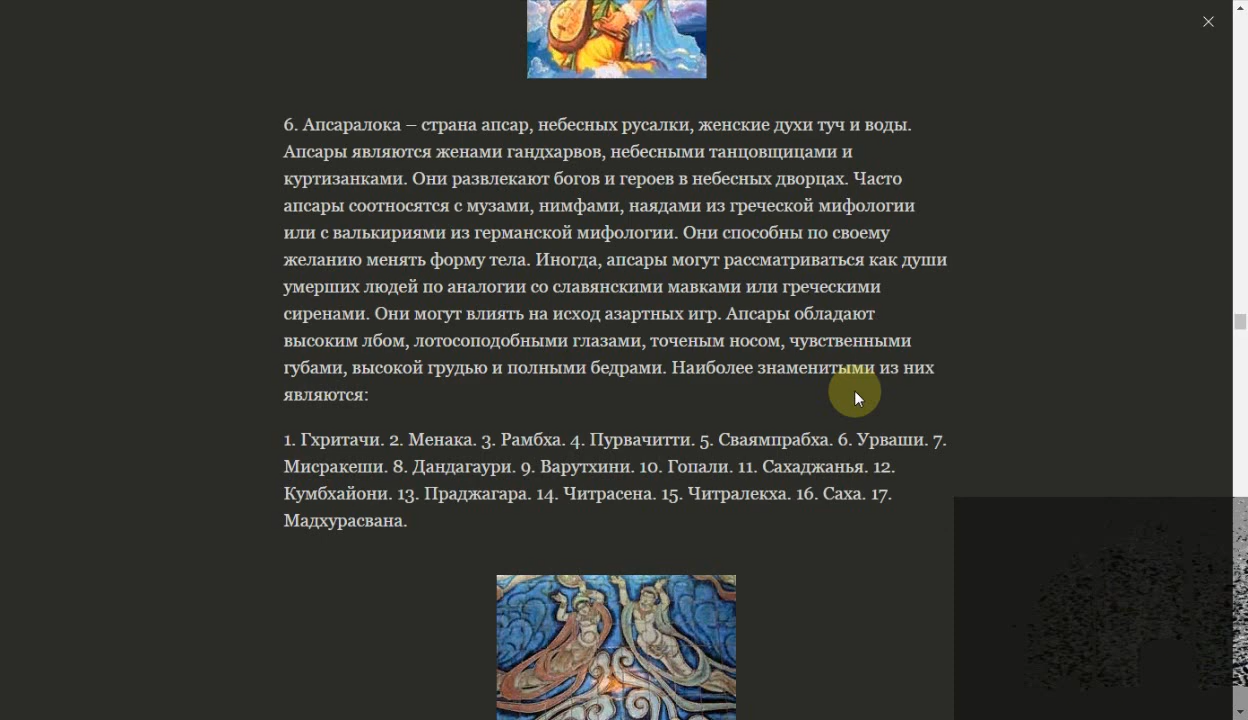 6. Апсаралока – страна апсар, небесных русалки, женские духи туч и воды.
Апсары являются женами гандхарвов, небесными танцовщицами и
куртизанками. Они развлекают богов и героев в небесных дворцах. Часто
апсары соотносятся с музами, нимфами, наядами из греческой мифологии
или с валькириями из германской мифологии. Они способны по своему
желанию менять форму тела. Иногда, апсары могут рассматриваться как души
умерших людей по аналогии со славянскими мавками или греческими
сиренами. Они могут влиять на исход азартных игр. Апсары обладают
высоким лбом, лотосоподобными глазами, точеным носом, чувственными
губами, высокой грудью и полными бедрами. Наиболее знаменитыми из них
являются:
1. Гхритачи. 2. Менака. 3. Рамбха. 4. Пурвачитти. 5. Сваямпрабха. 6. Урваши. 7.
Мисракеши. 8. Дандагаури. 9. Варутхини. 10. Гопали. 11. Сахаджанья. 12.
Кумбхайони. 13. Праджагара. 14. Читрасена. 15. Читралекха. 16. Саха. 17.
Мадхурасвана.